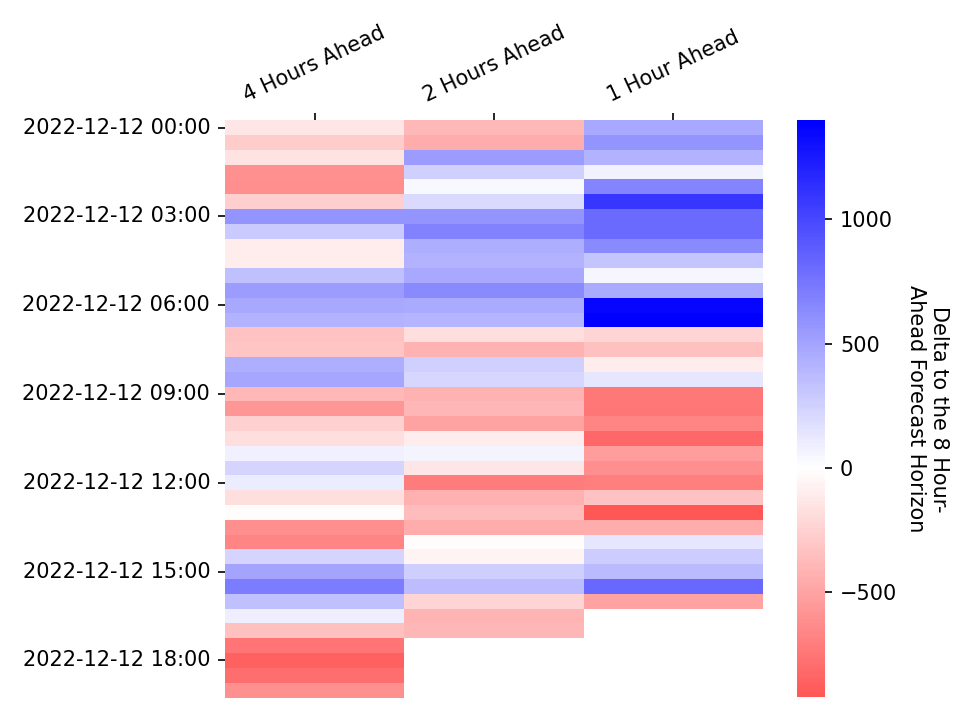 4 Hours Ahead
2 Hours Ahead
1 Hour Ahead
2022-12-12 00:00
2022-12-12 03:00
2022-12-12 06:00
2022-12-12 09:00
2022-12-12 12:00
2022-12-12 15:00
2022-12-12 18:00
1000
500
0
−500
Delta to the 8 Hour-
Ahead Forecast Horizon